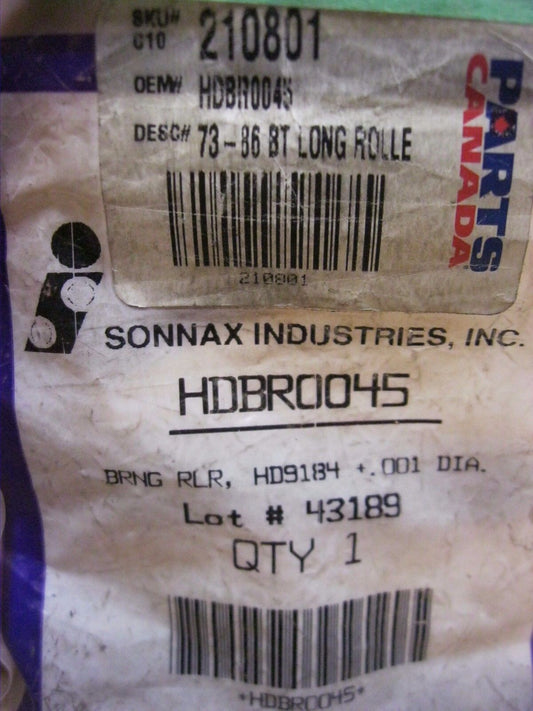 SKU# 210801
C10
OEM# HDBR0045
DESC# 73-86 BT LONG ROLLE
210801
PARTS CANADA
SONNAX INDUSTRIES, INC.
HDBR0045
BRNG RLR, HD9184 +.001 DIA.
Lot # 43189
QTY 1
*HDBR0045*